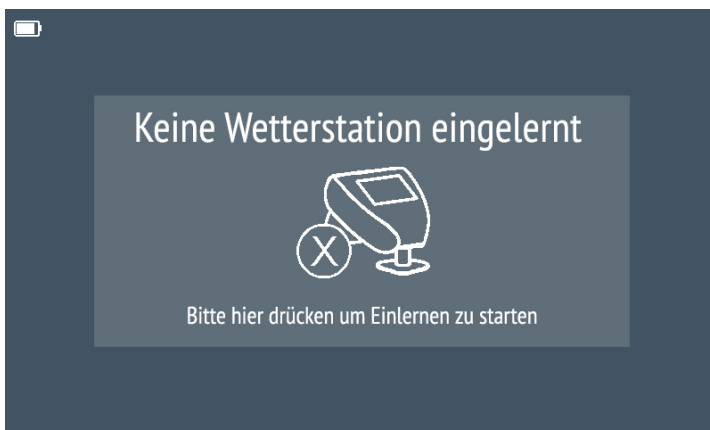 Keine Wetterstation eingelernt
X
Bitte hier drücken um Einlernen zu starten